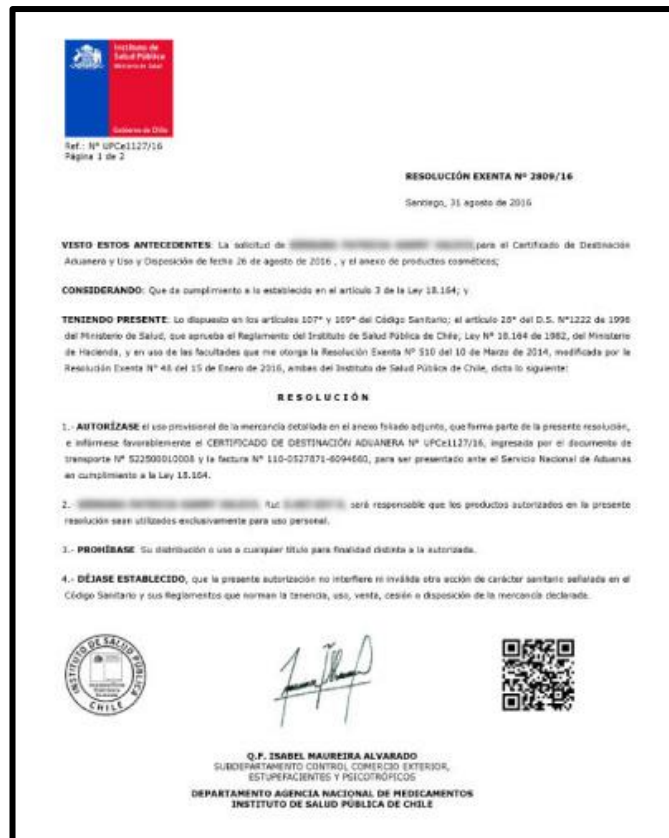 Instituto de
Salud Pública
Ministerio de Salud
Gobierno de Chile
Ref.: Nº UPCe1127/16
Página 1 de 2
RESOLUCIÓN EXENTA Nº 2809/16
Santiago, 31 agosto de 2016
VISTO ESTOS ANTECEDENTES: La solicitud de para el Certificado de Destinación
Aduanera y Uso y Disposición de fecha 26 de agosto de 2016 , y el anexo de productos cosméticos;
CONSIDERANDO: Que da cumplimiento a lo establecido en el artículo 3 de la Ley 18.164; y
TENIENDO PRESENTE: Lo dispuesto en los artículos 107° y 109° del Código Sanitario; el artículo 28° del D.S. N°1222 de 1996
del Ministerio de Salud, que aprueba el Reglamento del Instituto de Salud Pública de Chile; Ley Nº 18.164 de 1982, del Ministerio
de Hacienda, y en uso de las facultades que me otorga la Resolución Exenta N° 510 del 10 de Marzo de 2014, modificada por la
Resolución Exenta N° 48 del 15 de Enero de 2016, ambas del Instituto de Salud Pública de Chile, dicto lo siguiente:
RESOLUCIÓN
1.- AUTORÍZASE el uso provisional de la mercancía detallada en el anexo foliado adjunto, que forma parte de la presente resolución,
e infórmese favorablemente el CERTIFICADO DE DESTINACIÓN ADUANERA Nº UPCe1127/16, ingresada por el documento de
transporte Nº 522500010008 y la factura Nº 110-0527871-6094660, para ser presentado ante el Servicio Nacional de Aduanas
en cumplimiento a la Ley 18.164.
2.- Rut será responsable que los productos autorizados en la presente
resolución sean utilizados exclusivamente para uso personal.
3.- PROHÍBASE Su distribución o uso a cualquier título para finalidad distinta a la autorizada.
4.- DÉJASE ESTABLECIDO, que la presente autorización no interfiere ni inválida otra acción de carácter sanitario señalada en el
Código Sanitario y sus Reglamentos que norman la tenencia, uso, venta, cesión o disposición de la mercancía declarada.
INSTITUTO DE SALUD PÚBLICA
CHILE
Q.F. ISABEL MAUREIRA ALVARADO
SUBDEPARTAMENTO CONTROL COMERCIO EXTERIOR,
ESTUPEFACIENTES Y PSICOTRÓPICOS
DEPARTAMENTO AGENCIA NACIONAL DE MEDICAMENTOS
INSTITUTO DE SALUD PÚBLICA DE CHILE